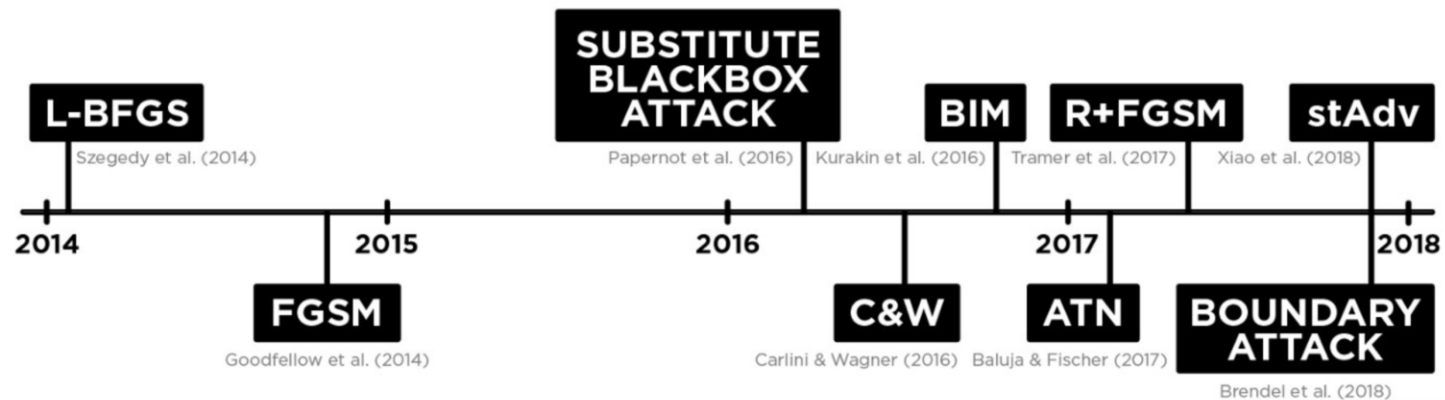 SUBSTITUTE
BLACKBOX
ATTACK
L-BFGS
BIM
R+FGSM
stAdv
Szegedy et al. (2014)
Papernot et al. (2016)
Kurakin et al. (2016)
Tramer et al. (2017)
Xiao et al. (2018)
2014
2015
2016
2017
2018
FGSM
C&W
ATN
BOUNDARY
ATTACK
Goodfellow et al. (2014)
Carlini & Wagner (2016)
Baluja & Fischer (2017)
Brendel et al. (2018)